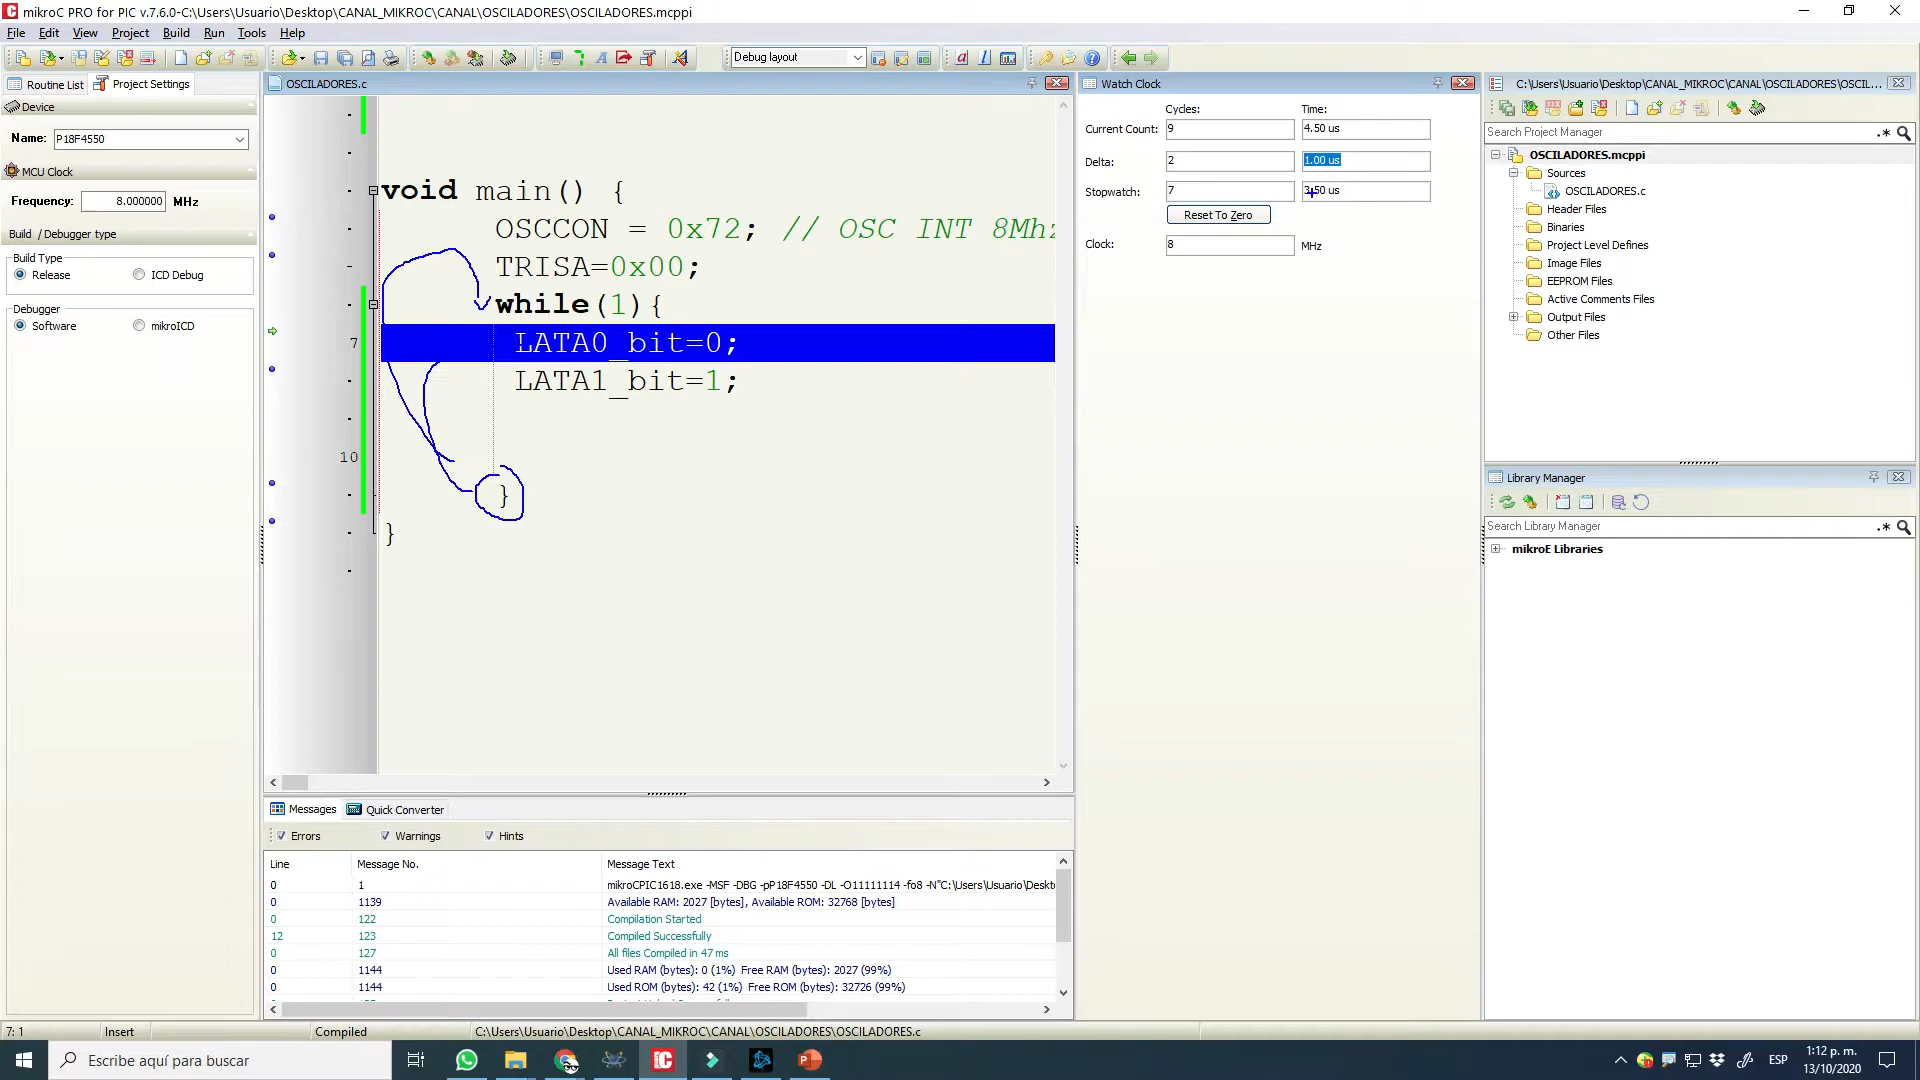 mikroC PRO for PIC v.7.6.0-C:\Users\Usuario\Desktop\CANAL_MIKROC\CANAL\OSCILADORES\OSCILADORES.mcppi
File Edit View Project Build Run Tools Help
Debug layout
Routine List Project Settings
Device
Name: P18F4550
MCU Clock
Frequency: 8.000000 MHz
Build / Debugger type
Build Type
Release ICD Debug
Debugger
Software mikroICD
OSCILADORES.c
void main() {
OSCCON = 0x72; // OSC INT 8Mhz
TRISA=0x00;
while(1){
7 LATA0_bit=0;
LATA1_bit=1;
10
}
}
Watch Clock
Cycles: Time:
Current Count: 9 4.50 us
Delta: 2 1.00 us
Stopwatch: 7 3.50 us
Reset To Zero
Clock: 8 MHz
C:\Users\Usuario\Desktop\CANAL_MIKROC\CANAL\OSCILADORES\OSCIL...
Search Project Manager .*
OSCILADORES.mcppi
Sources
OSCILADORES.c
Header Files
Binaries
Project Level Defines
Image Files
EEPROM Files
Active Comments Files
Output Files
Other Files
Library Manager
Search Library Manager .*
mikroE Libraries
Messages Quick Converter
Errors Warnings Hints
Line Message No. Message Text
0 1 mikroCPIC1618.exe -MSF -DBG -pP18F4550 -DL -O11111114 -fo8 -N"C:\Users\Usuario\Deskto
0 1139 Available RAM: 2027 [bytes], Available ROM: 32768 [bytes]
0 122 Compilation Started
12 123 Compiled Successfully
0 127 All files Compiled in 47 ms
0 1144 Used RAM (bytes): 0 (1%) Free RAM (bytes): 2027 (99%)
0 1144 Used ROM (bytes): 42 (1%) Free ROM (bytes): 32726 (99%)
7: 1 Insert Compiled C:\Users\Usuario\Desktop\CANAL_MIKROC\CANAL\OSCILADORES\OSCILADORES.c
Escribe aquí para buscar
ESP
1:12 p. m.
13/10/2020